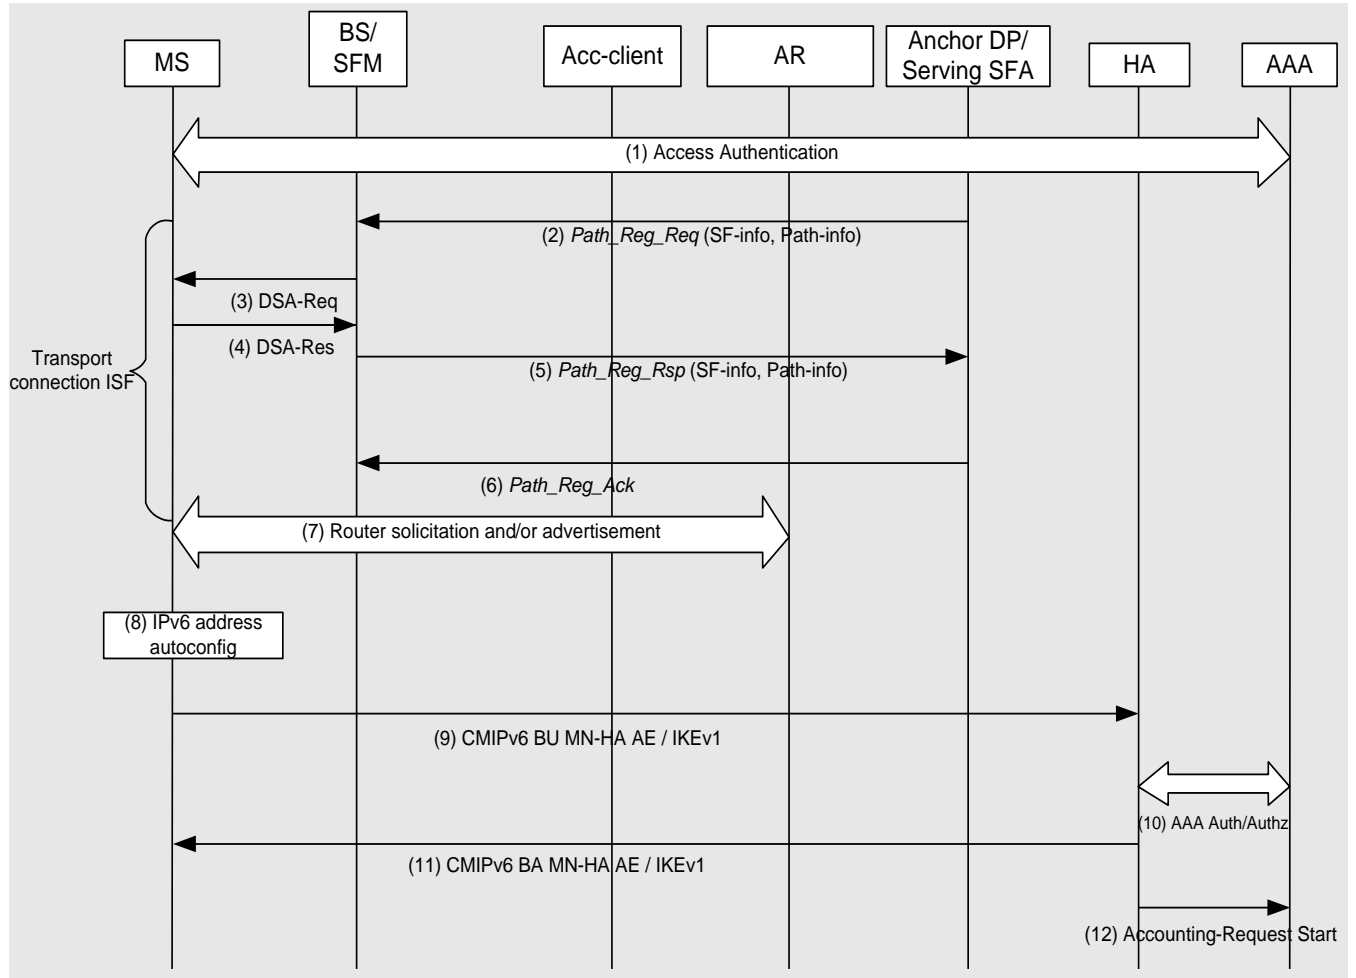 MS
BS/
SFM
Acc-client
AR
Anchor DP/
Serving SFA
HA
AAA
(1) Access Authentication
(2) Path_Reg_Req (SF-info, Path-info)
(3) DSA-Req
(4) DSA-Res
(5) Path_Reg_Rsp (SF-info, Path-info)
Transport
connection ISF
(6) Path_Reg_Ack
(7) Router solicitation and/or advertisement
(8) IPv6 address
autoconfig
(9) CMIPv6 BU MN-HA AE / IKEv1
(10) AAA Auth/Authz
(11) CMIPv6 BA MN-HA AE / IKEv1
(12) Accounting-Request Start